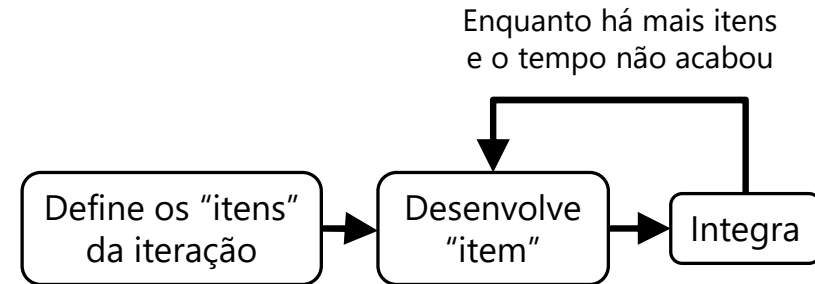 Enquanto há mais itens
e o tempo não acabou
Define os “itens”
da iteração
Desenvolve
“item”
Integra